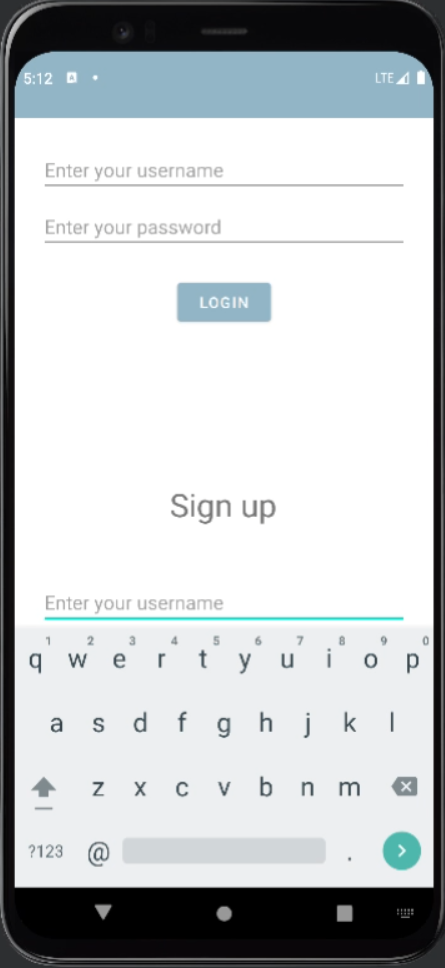 5:12 A LTE
Enter your username
Enter your password
LOGIN
Sign up
Enter your username
1 2 3 4 5 6 7 8 9 0
q w e r t y u i o p
a s d f g h j k l
z x c v b n m
?123 @ .